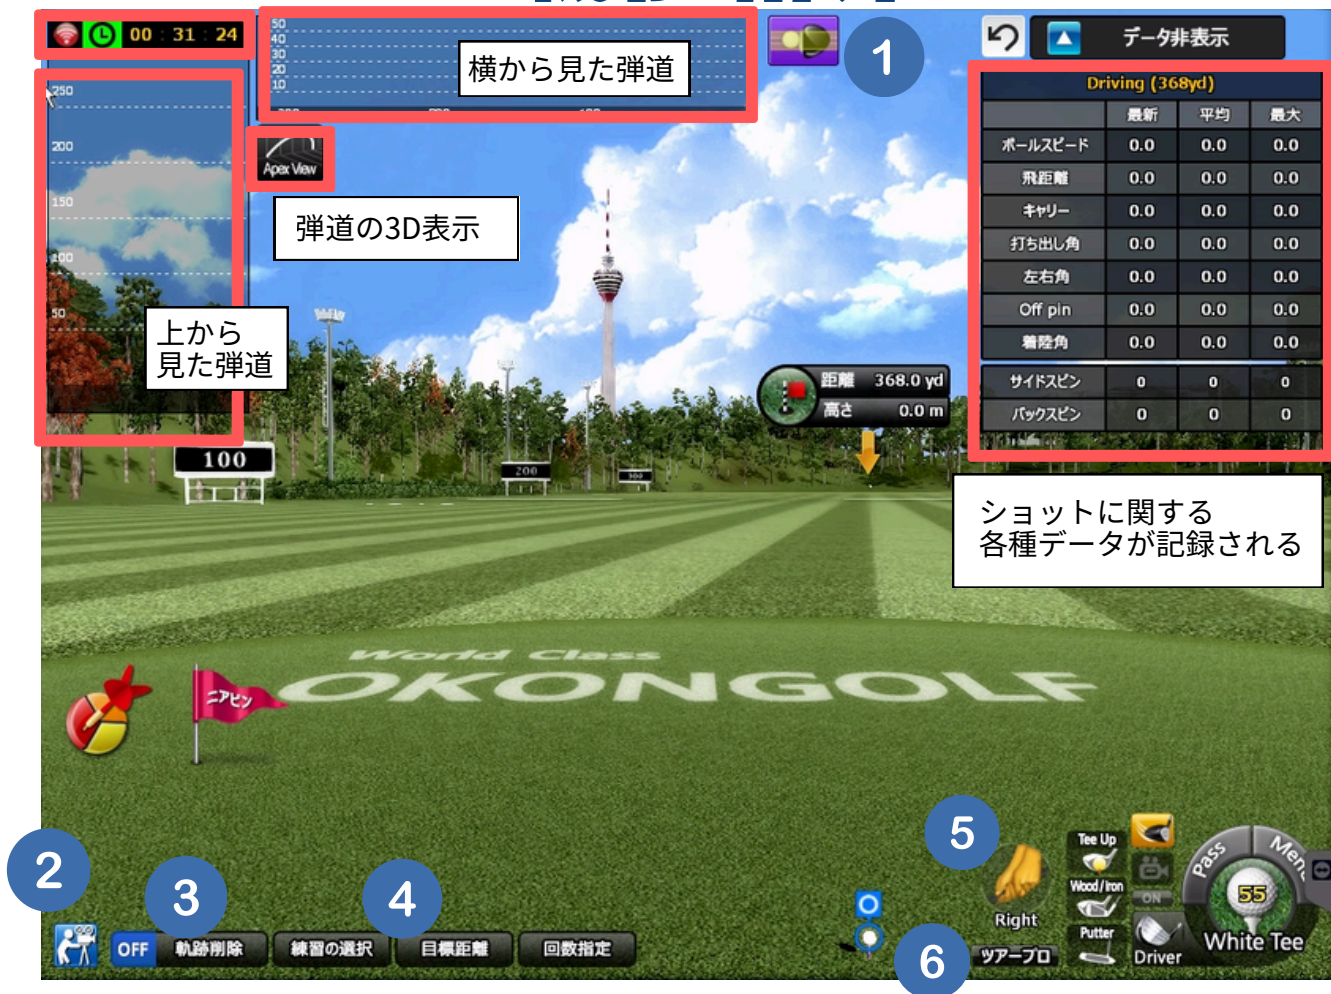 00 : 31 : 24
50
40
30
20
10
横から見た弾道
1
データ非表示
250
200
150
100
50
Apex View
弾道の3D表示
上から
見た弾道
Driving (368yd)
最新 平均 最大
ボールスピード 0.0 0.0 0.0
飛距離 0.0 0.0 0.0
キャリー 0.0 0.0 0.0
打ち出し角 0.0 0.0 0.0
左右角 0.0 0.0 0.0
Off pin 0.0 0.0 0.0
着陸角 0.0 0.0 0.0
サイドスピン 0 0 0
バックスピン 0 0 0
距離 368.0 yd
高さ 0.0 m
100
200
300
ショットに関する
各種データが記録される
World Class
OKONGOLF
ニアピン
2
3
4
5
6
OFF 軌跡削除
練習の選択
目標距離
回数指定
Right
ツアープロ
Tee Up
Wood/Iron
Putter
ON
Driver
Pass
Menu
55
White Tee